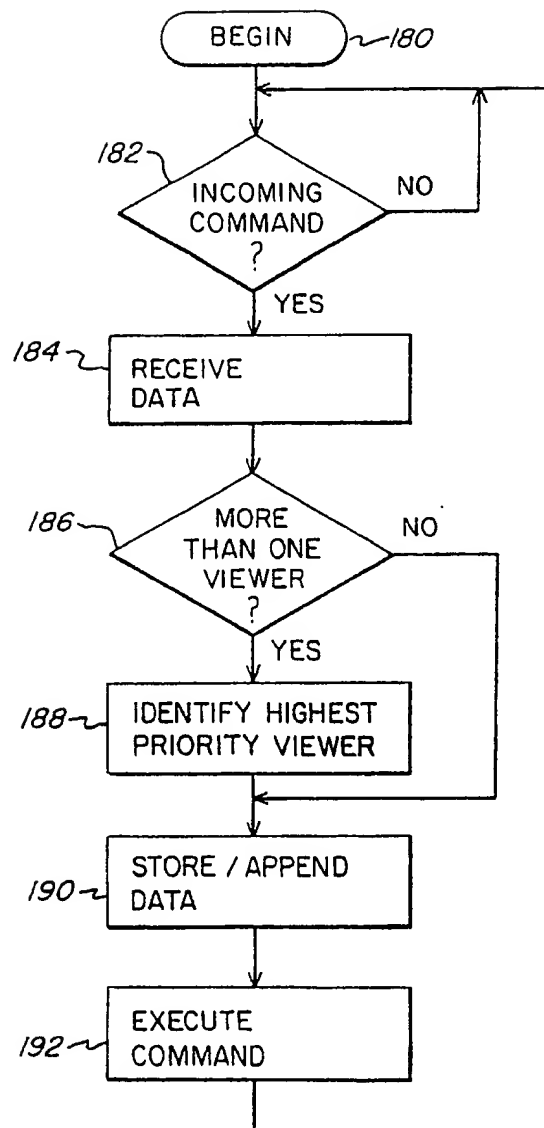 BEGIN
180
182
INCOMING
COMMAND
?
NO
YES
184
RECEIVE
DATA
186
MORE
THAN ONE
VIEWER
?
NO
YES
188
IDENTIFY HIGHEST
PRIORITY VIEWER
190
STORE / APPEND
DATA
192
EXECUTE
COMMAND